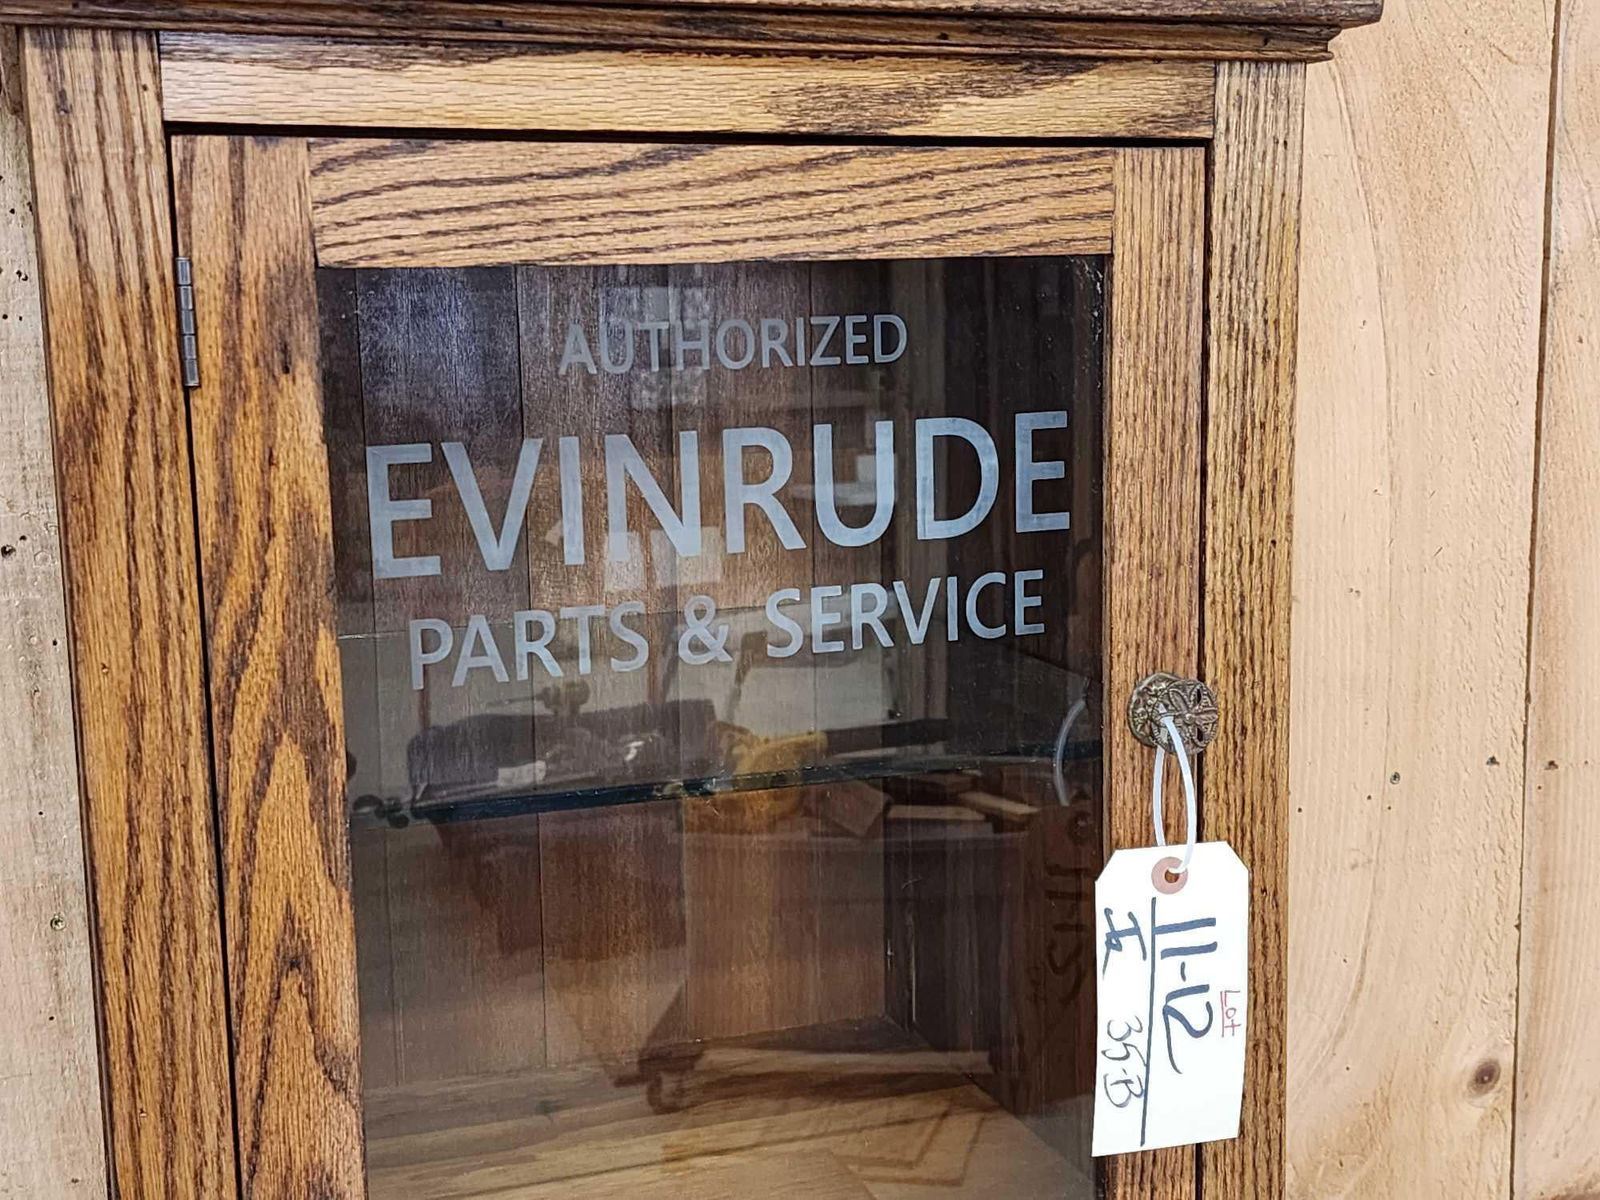 AUTHORIZED
EVINRUDE
PARTS & SERVICE
Lot
11-12
35-B